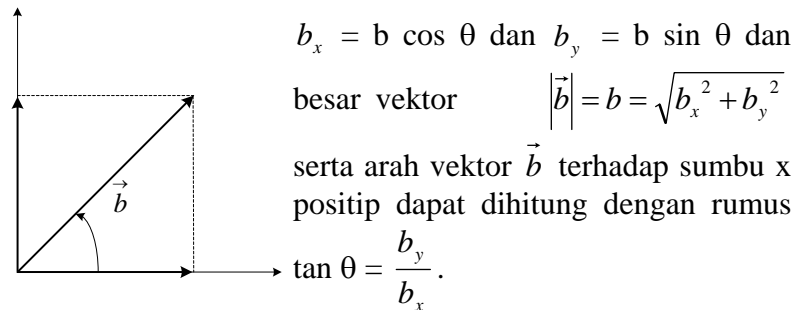 b_x = b cos θ dan b_y = b sin θ dan
besar vektor |b⃗| = b = √(b_x² + b_y²)
serta arah vektor b⃗ terhadap sumbu x
positip dapat dihitung dengan rumus
tan θ = b_y / b_x .
b⃗